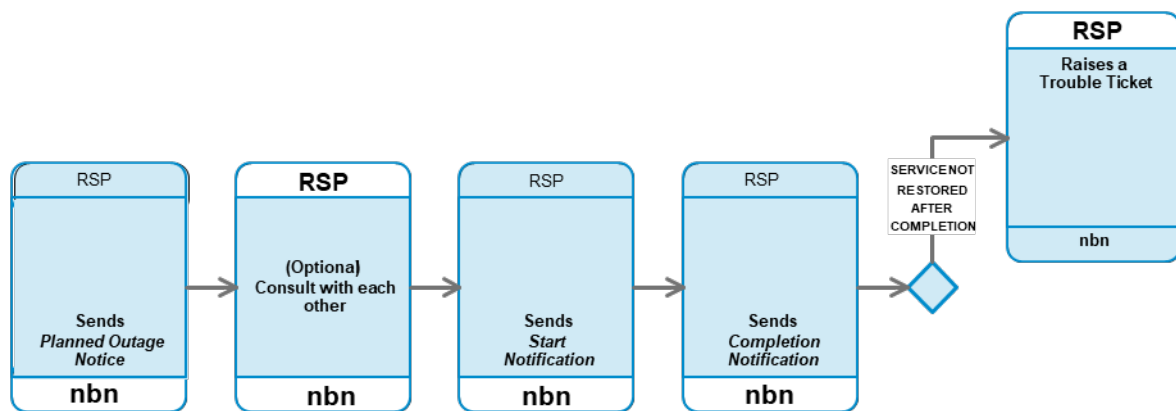 RSP
Sends
Planned Outage
Notice
nbn
RSP
(Optional)
Consult with each
other
nbn
RSP
Sends
Start
Notification
nbn
RSP
Sends
Completion
Notification
nbn
SERVICE NOT
RESTORED
AFTER
COMPLETION
RSP
Raises a
Trouble Ticket
nbn